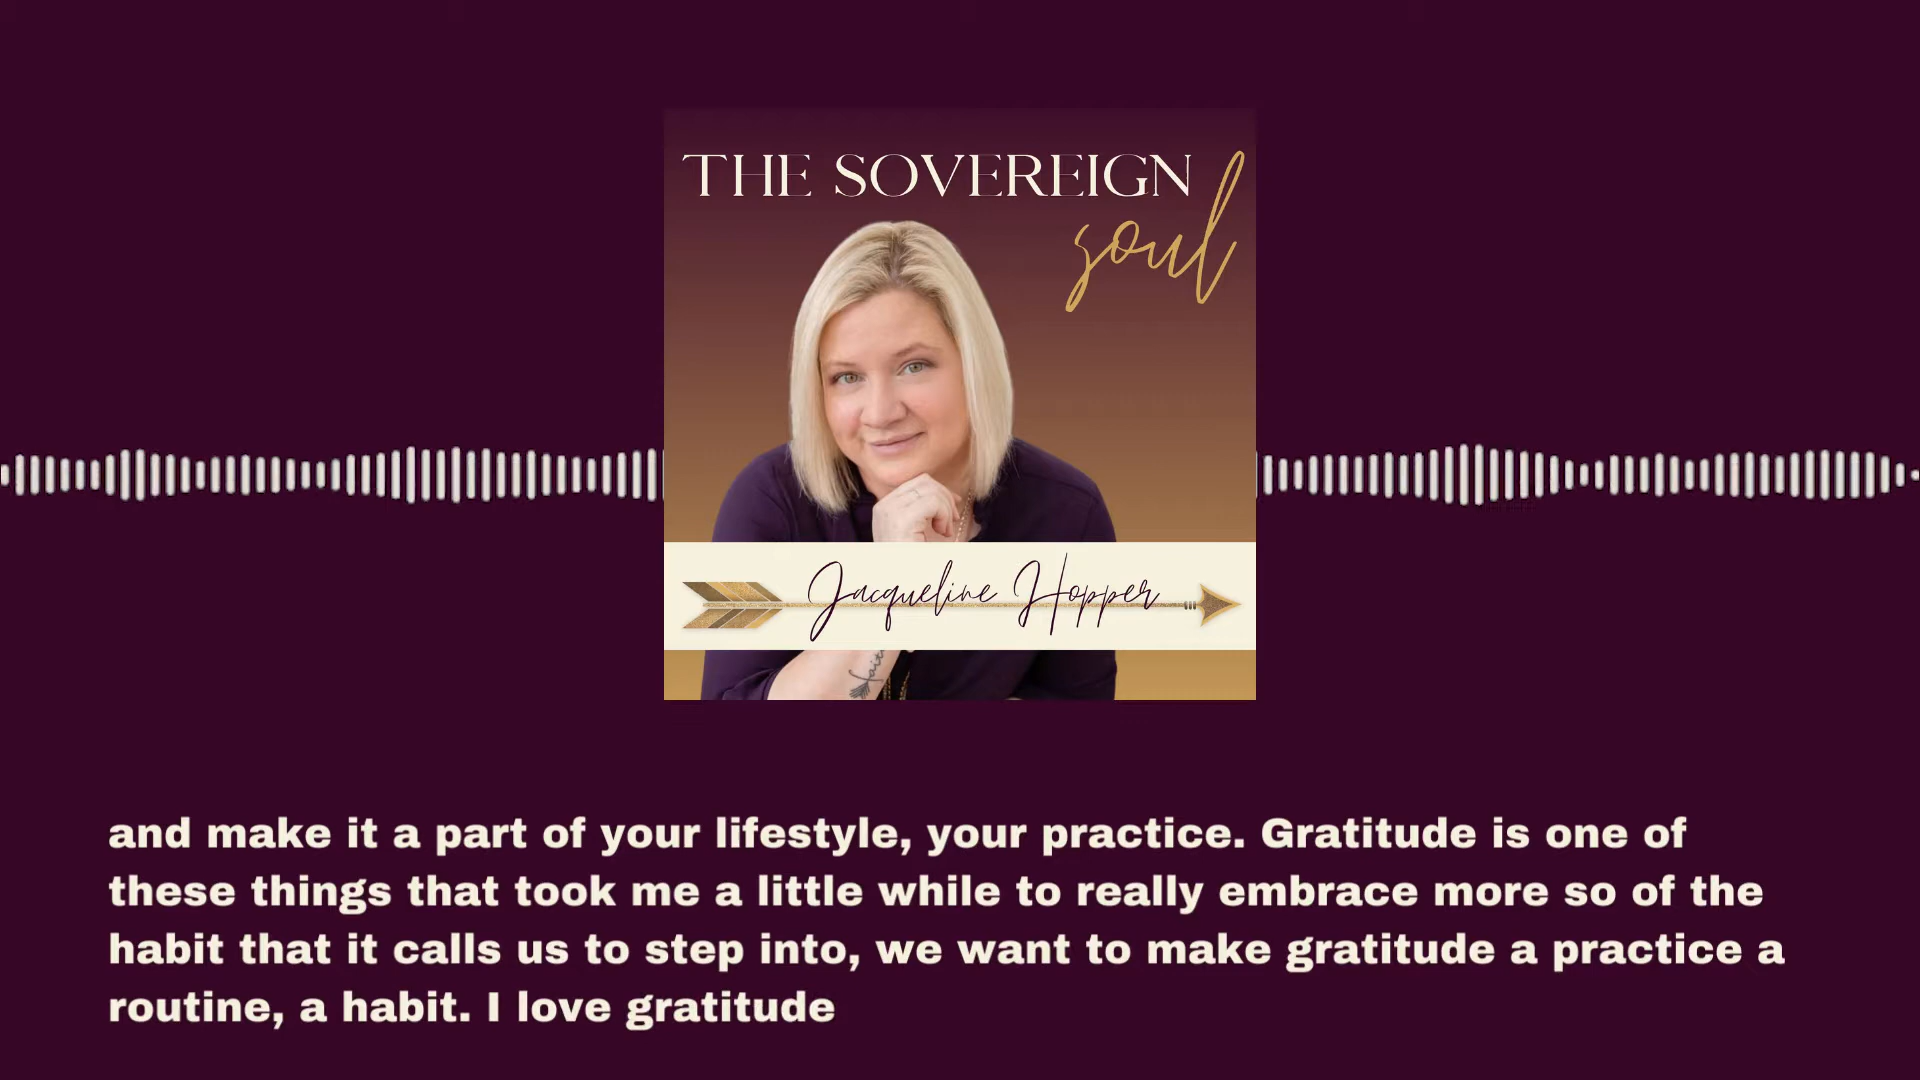 THE SOVEREIGN
soul
Jacqueline Hopper
faith
and make it a part of your lifestyle, your practice. Gratitude is one of
these things that took me a little while to really embrace more so of the
habit that it calls us to step into, we want to make gratitude a practice a
routine, a habit. I love gratitude